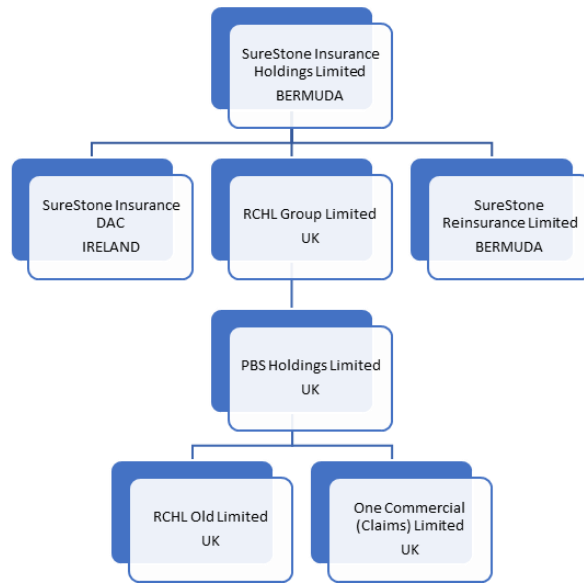 SureStone Insurance
Holdings Limited
BERMUDA
SureStone Insurance
DAC
IRELAND
RCHL Group Limited
UK
SureStone
Reinsurance Limited
BERMUDA
PBS Holdings Limited
UK
RCHL Old Limited
UK
One Commercial
(Claims) Limited
UK